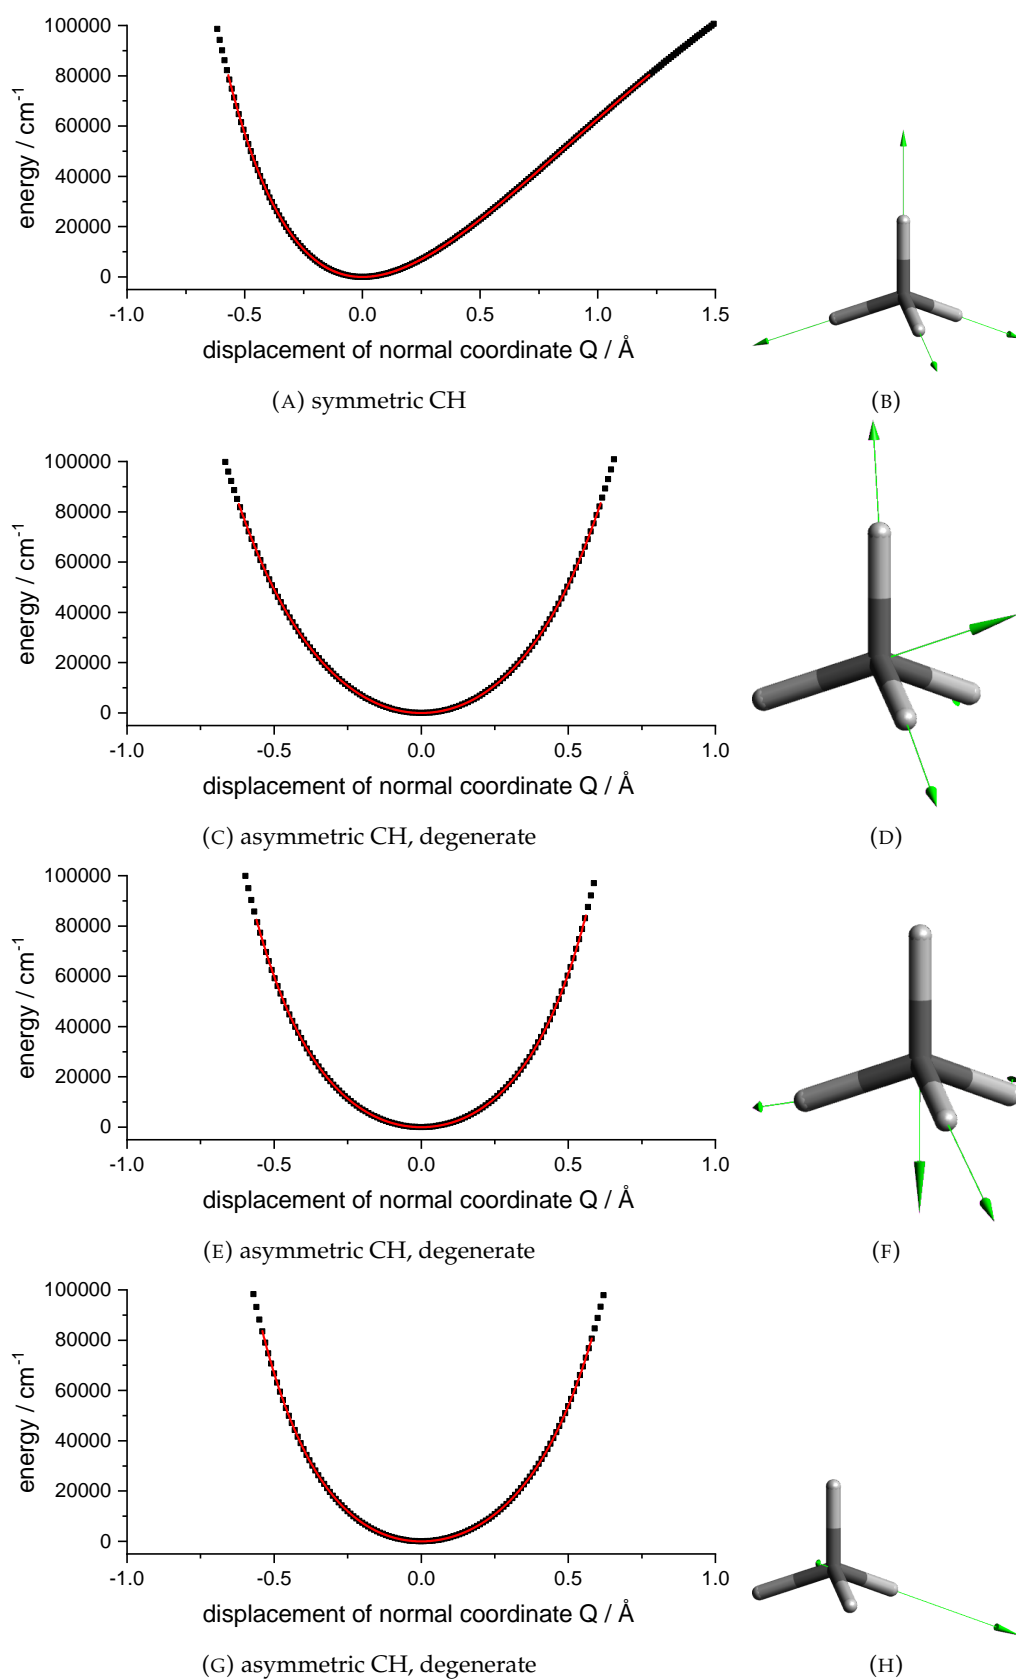 100000
80000
60000
40000
20000
0
energy / cm-1
-1.0 -0.5 0.0 0.5 1.0 1.5
displacement of normal coordinate Q / Å
(A) symmetric CH
(B)
100000
80000
60000
40000
20000
0
energy / cm-1
-1.0 -0.5 0.0 0.5 1.0
displacement of normal coordinate Q / Å
(C) asymmetric CH, degenerate
(D)
100000
80000
60000
40000
20000
0
energy / cm-1
-1.0 -0.5 0.0 0.5 1.0
displacement of normal coordinate Q / Å
(E) asymmetric CH, degenerate
(F)
100000
80000
60000
40000
20000
0
energy / cm-1
-1.0 -0.5 0.0 0.5 1.0
displacement of normal coordinate Q / Å
(G) asymmetric CH, degenerate
(H)